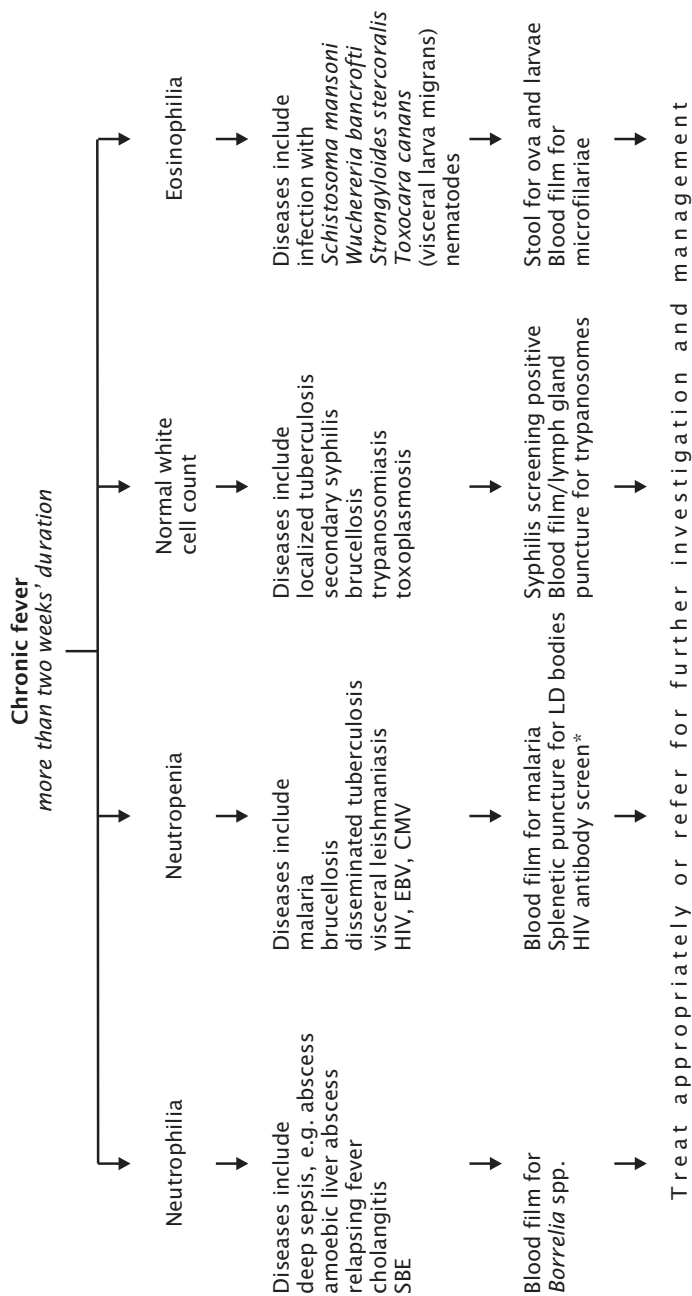 Chronic fever
more than two weeks' duration
Neutrophilia
Diseases include
deep sepsis, e.g. abscess
amoebic liver abscess
relapsing fever
cholangitis
SBE
Blood film for
Borrelia spp.
Neutropenia
Diseases include
malaria
brucellosis
disseminated tuberculosis
visceral leishmaniasis
HIV, EBV, CMV
Blood film for malaria
Splenetic puncture for LD bodies
HIV antibody screen*
Normal white
cell count
Diseases include
localized tuberculosis
secondary syphilis
brucellosis
trypanosomiasis
toxoplasmosis
Syphilis screening positive
Blood film/lymph gland
puncture for trypanosomes
Eosinophilia
Diseases include
infection with
Schistosoma mansoni
Wuchereria bancrofti
Strongyloides stercoralis
Toxocara canans
(visceral larva migrans)
nematodes
Stool for ova and larvae
Blood film for
microfilariae
Treat appropriately or refer for further investigation and management